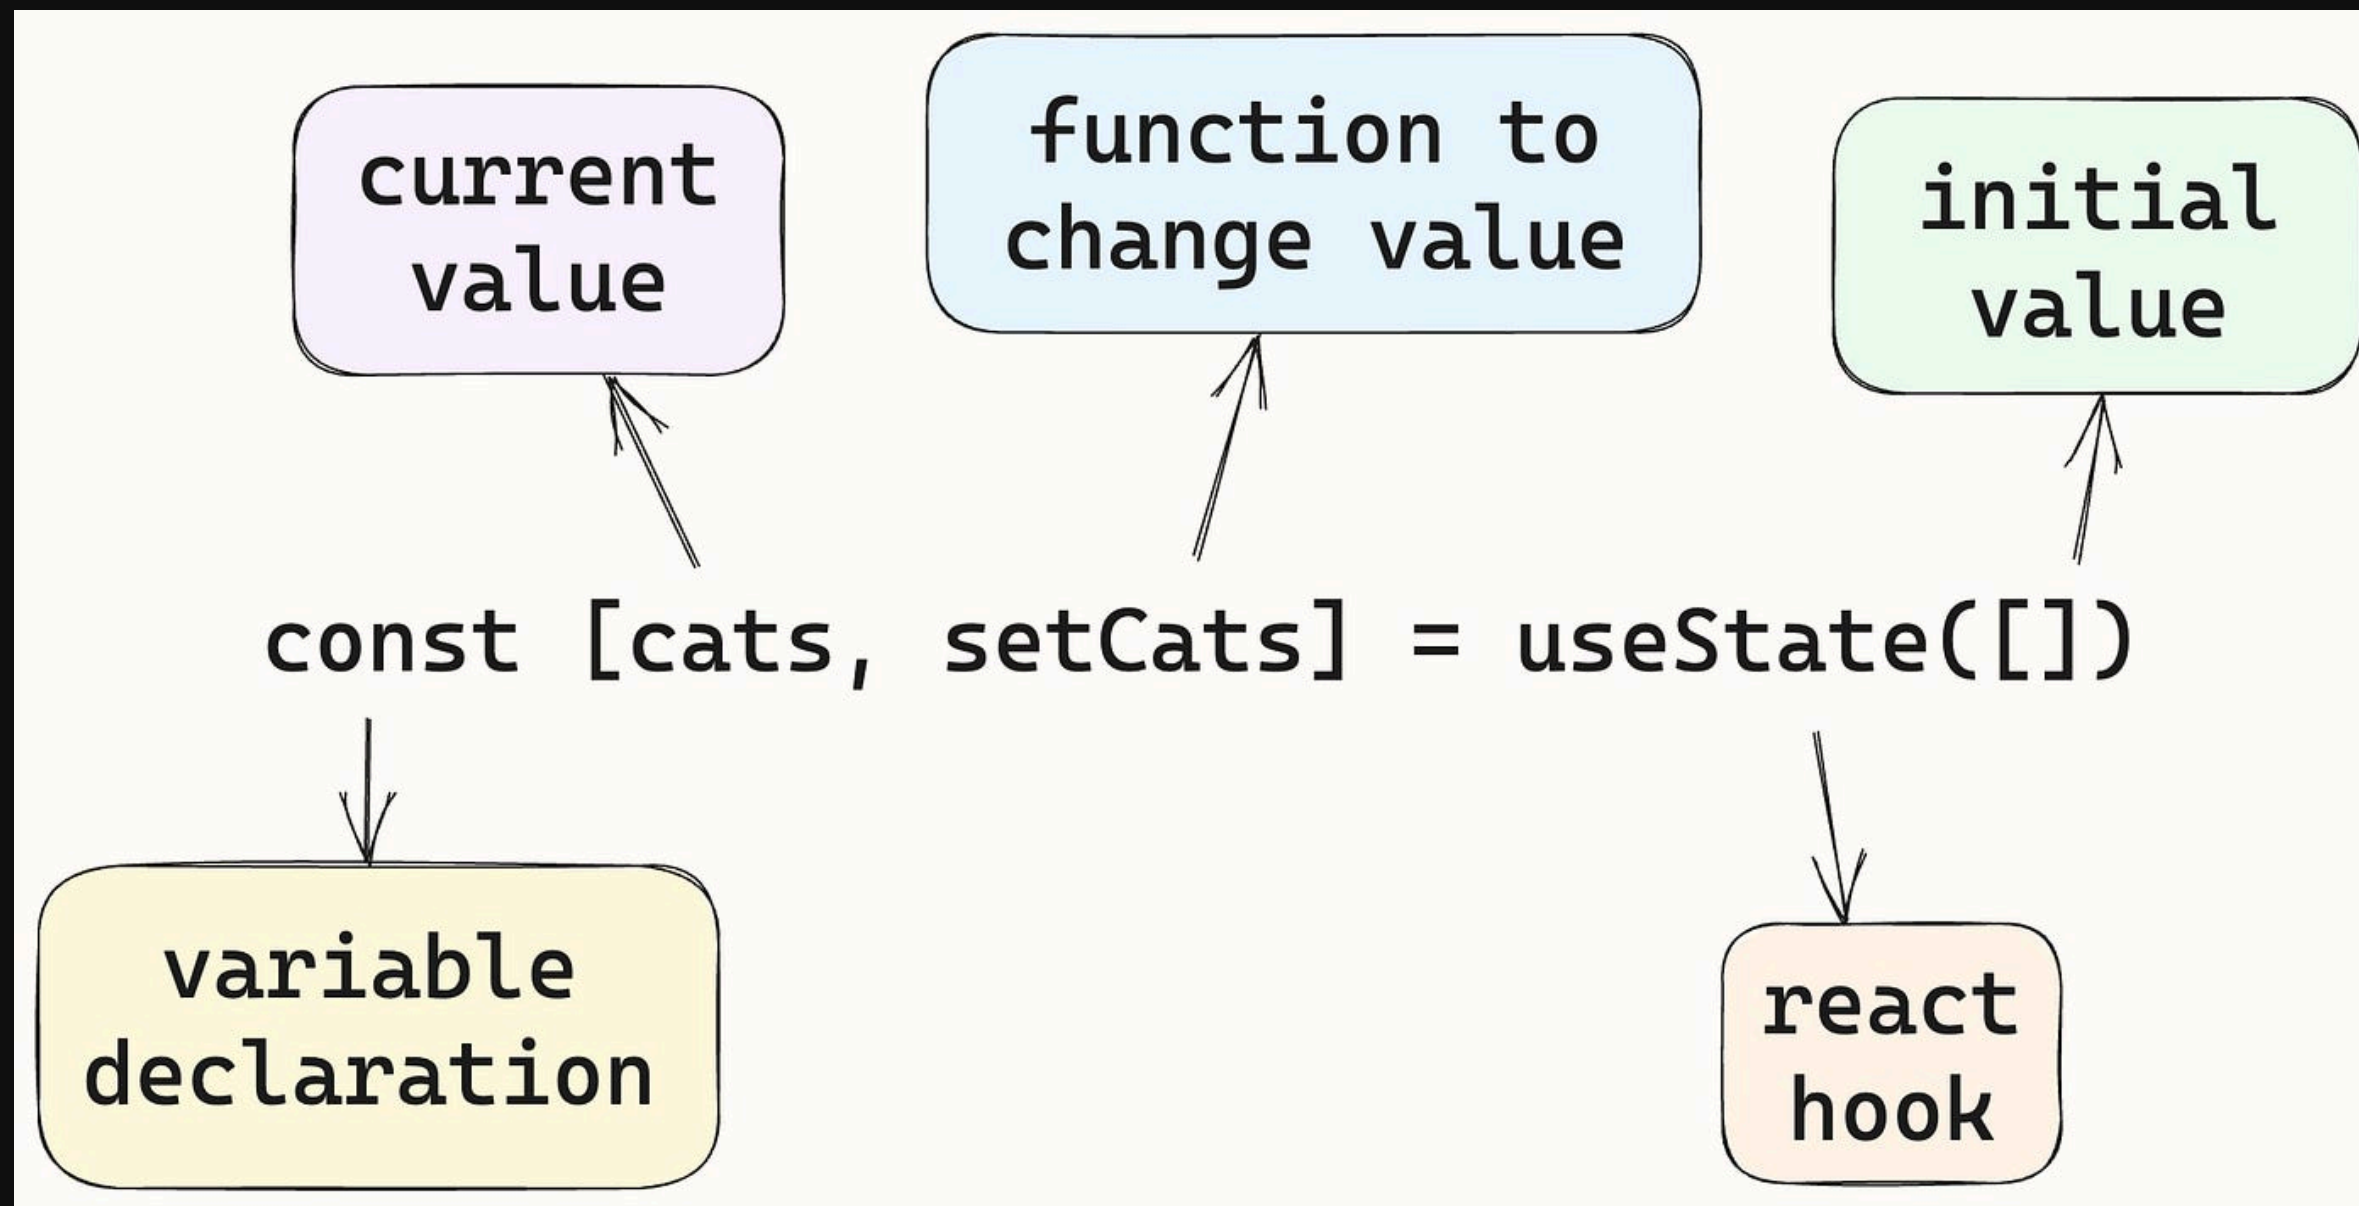 current
value
function to
change value
initial
value
const [cats, setCats] = useState([])
variable
declaration
react
hook